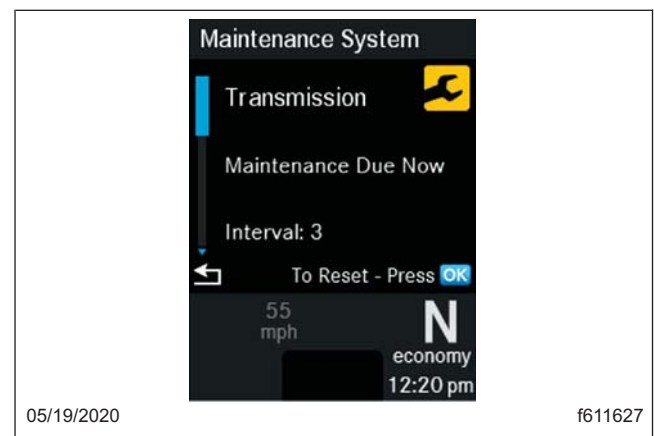 Maintenance System
Transmission
Maintenance Due Now
Interval: 3
To Reset - Press OK
55
mph
N
economy
12:20 pm
05/19/2020
f611627